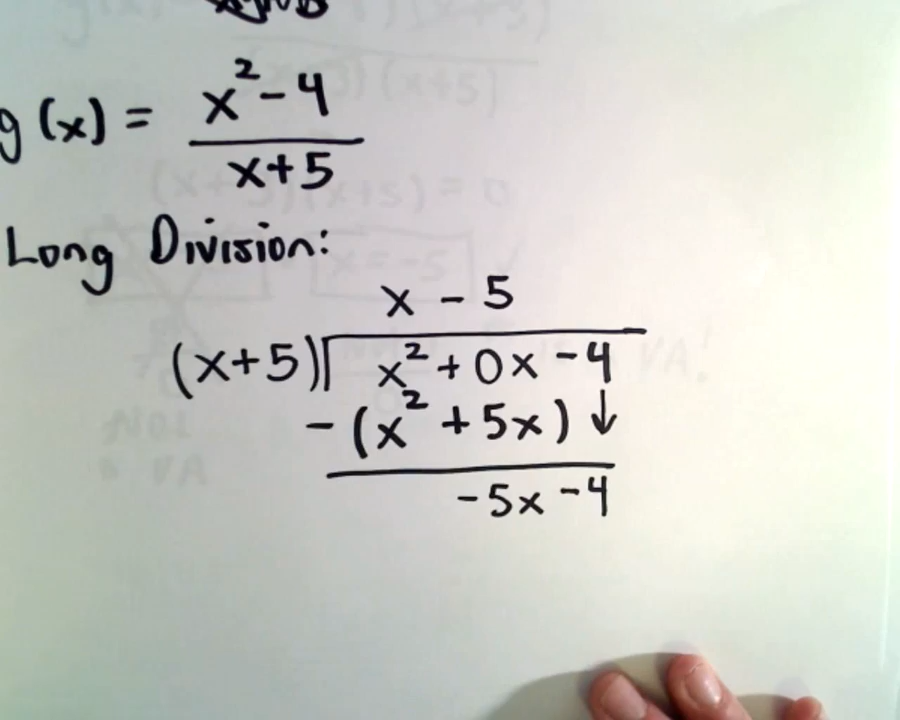 g(x) = x² - 4
x+5
Long Division:
x - 5
(x+5) x² + 0x - 4
- (x² + 5x) ↓
-5x - 4